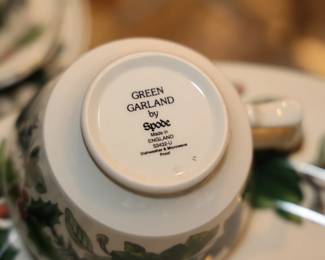 GREEN
GARLAND
by
Spode
Made in
ENGLAND
S3432-U
Dishwasher & Microwave
Proof